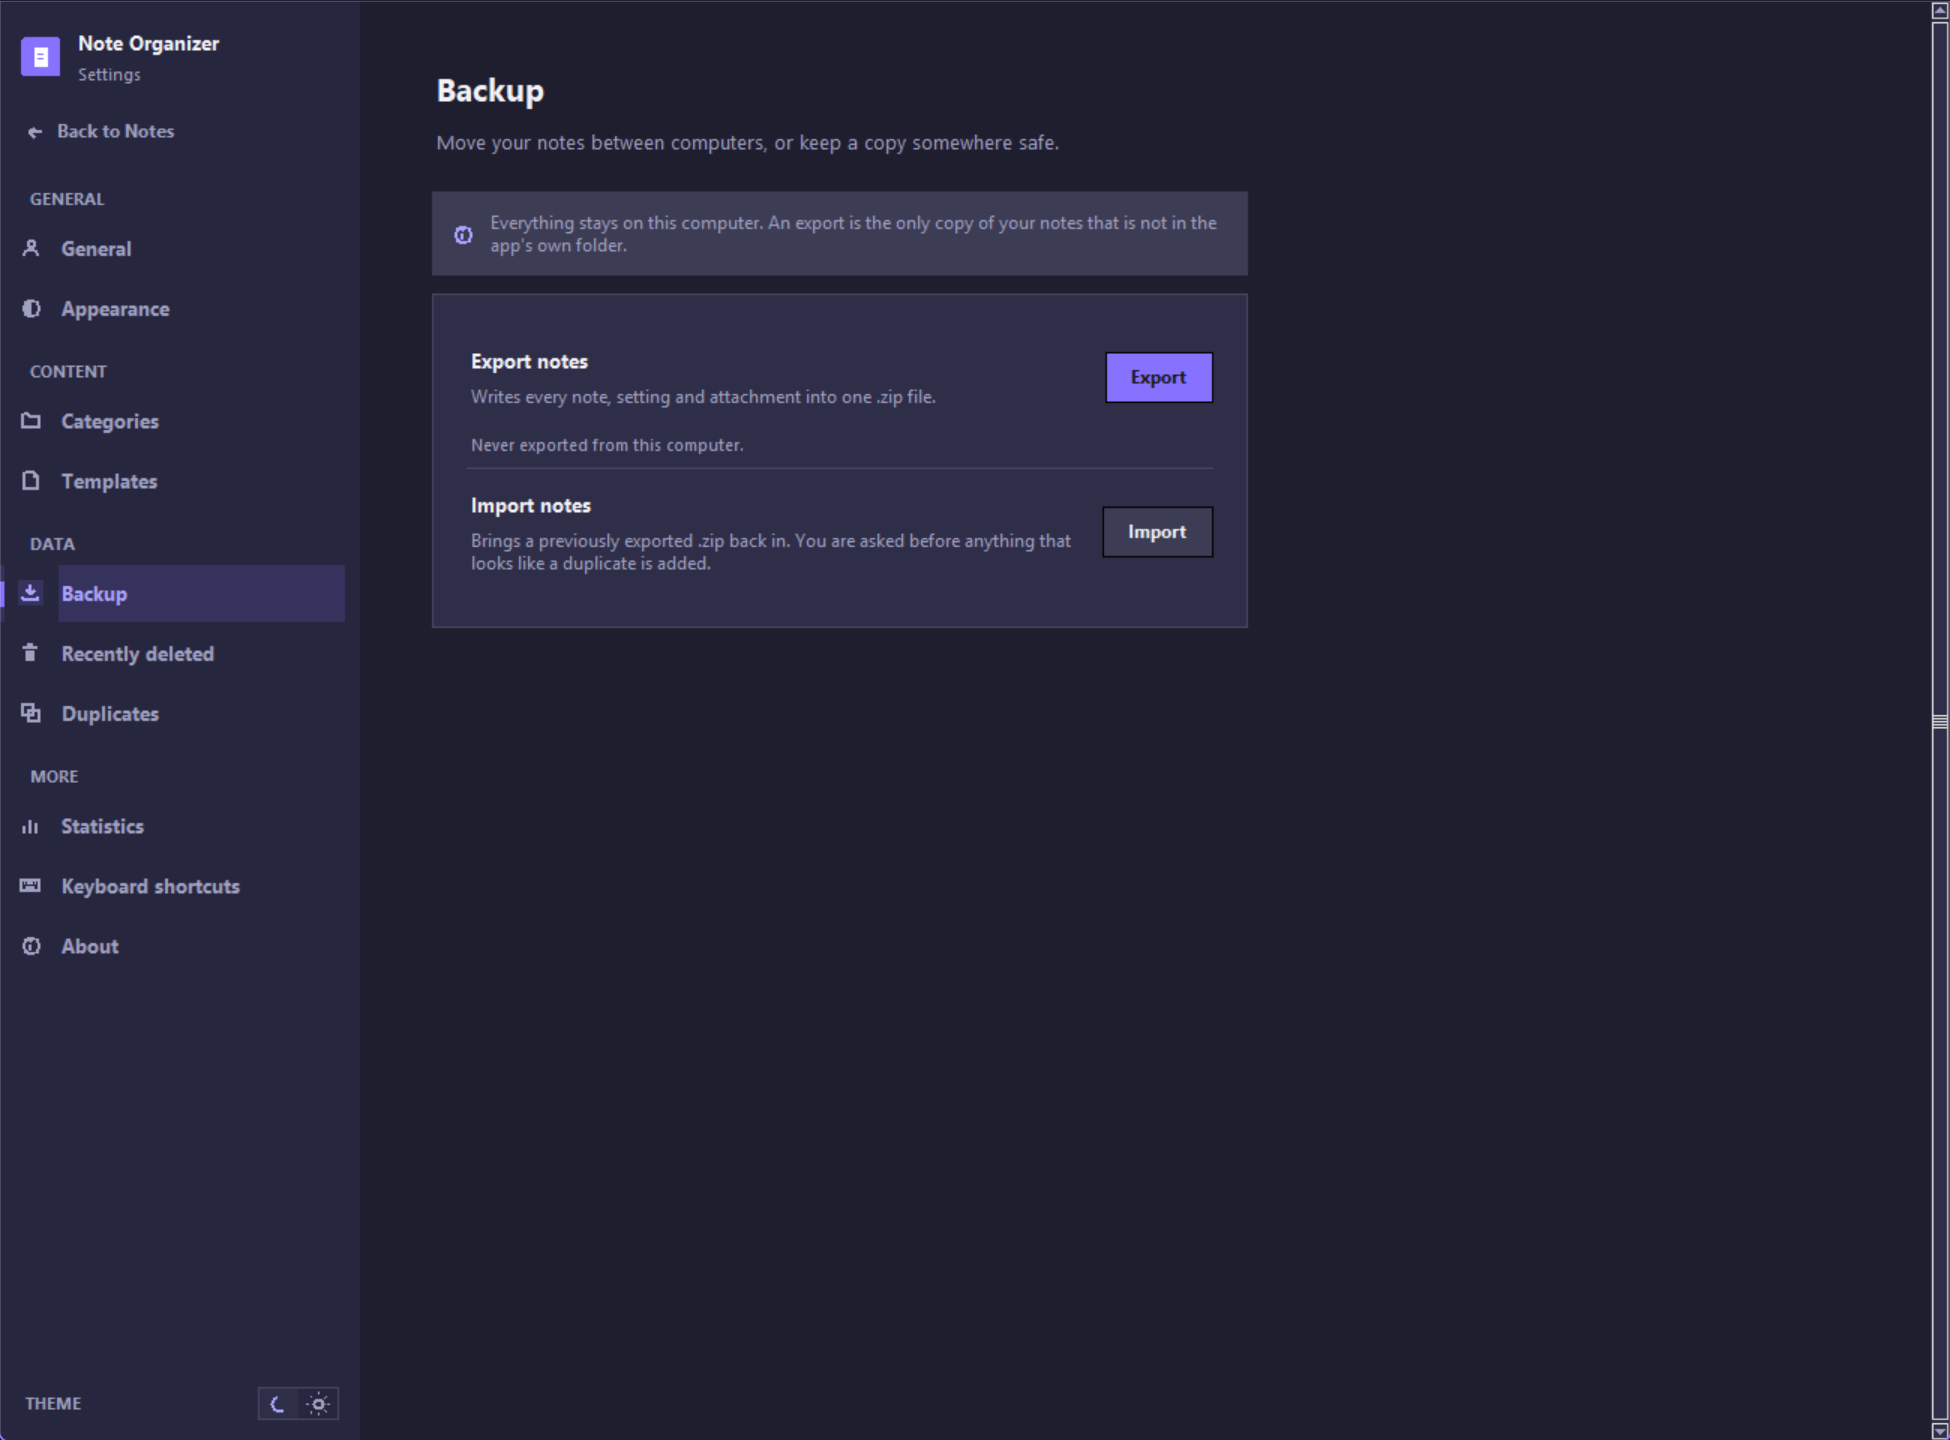 Note Organizer
Settings
Back to Notes
GENERAL
General
Appearance
CONTENT
Categories
Templates
DATA
Backup
Recently deleted
Duplicates
MORE
Statistics
Keyboard shortcuts
About
THEME
Backup
Move your notes between computers, or keep a copy somewhere safe.
Everything stays on this computer. An export is the only copy of your notes that is not in the
app's own folder.
Export notes
Writes every note, setting and attachment into one .zip file.
Export
Never exported from this computer.
Import notes
Brings a previously exported .zip back in. You are asked before anything that
looks like a duplicate is added.
Import